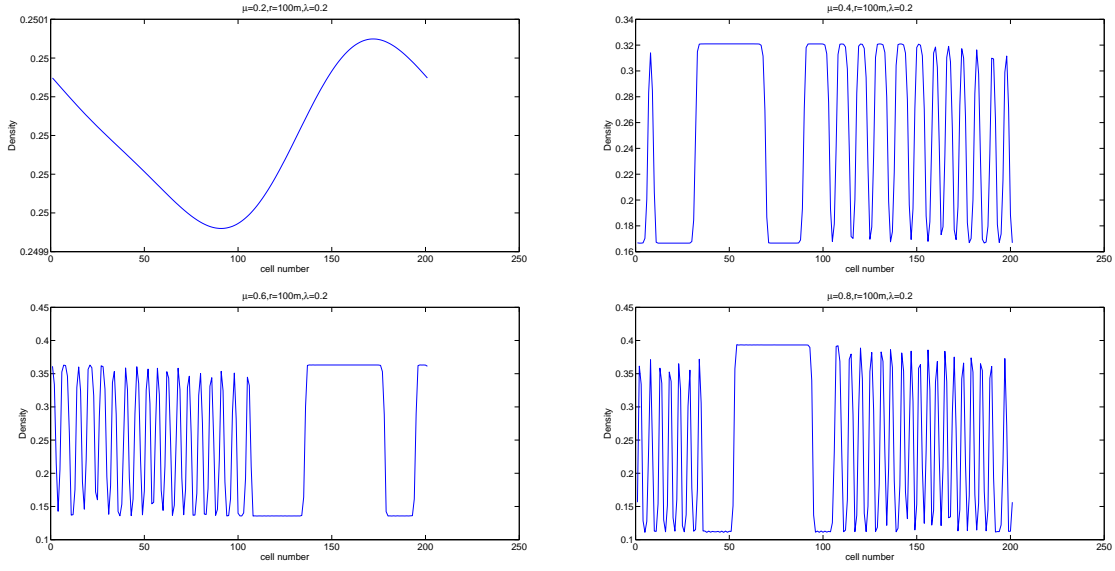 μ=0.2,r=100m,λ=0.2
0.2501
0.25
0.25
0.25
0.25
0.25
0.2499
Density
0 50 100 150 200 250
cell number
μ=0.4,r=100m,λ=0.2
0.34
0.32
0.3
0.28
0.26
0.24
0.22
0.2
0.18
0.16
Density
0 50 100 150 200 250
cell number
μ=0.6,r=100m,λ=0.2
0.45
0.4
0.35
0.3
0.25
0.2
0.15
0.1
Density
0 50 100 150 200 250
cell number
μ=0.8,r=100m,λ=0.2
0.45
0.4
0.35
0.3
0.25
0.2
0.15
0.1
Density
0 50 100 150 200 250
cell number